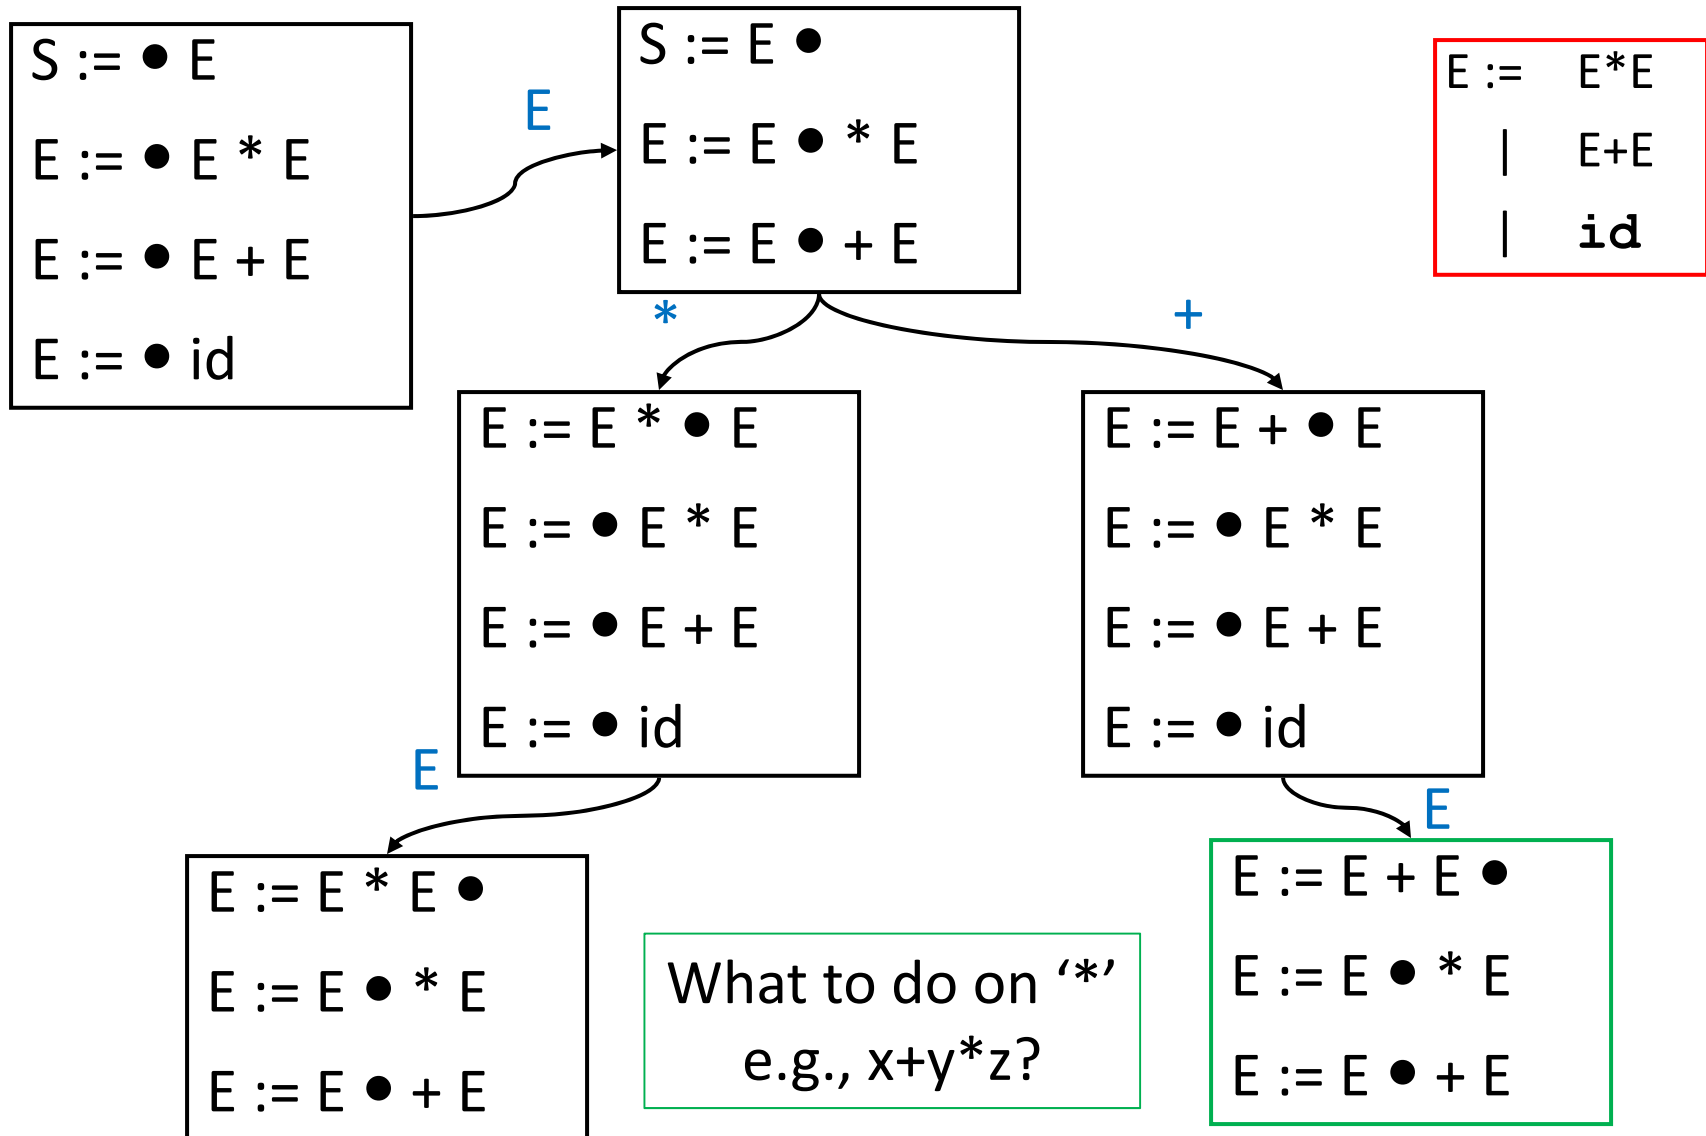 S := ● E
E := ● E * E
E := ● E + E
E := ● id
E
S := E ●
E := E ● * E
E := E ● + E
E := E*E
| E+E
| id
*
+
E := E * ● E
E := ● E * E
E := ● E + E
E := ● id
E := E + ● E
E := ● E * E
E := ● E + E
E := ● id
E
E
E := E * E ●
E := E ● * E
E := E ● + E
What to do on ‘*’
e.g., x+y*z?
E := E + E ●
E := E ● * E
E := E ● + E